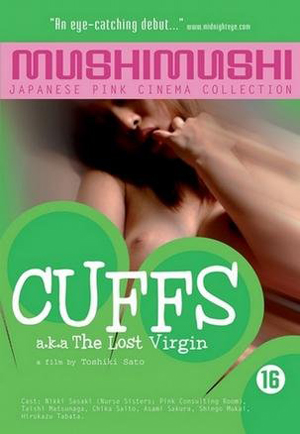 "An eye-catching debut..." www.midnighteye.com
MUSHIMUSHI
JAPANESE PINK CINEMA COLLECTION
CUFFS
a.k.a The Lost Virgin
a film by Toshiki Sato
16
Cast: Nikki Sasaki (Nurse Sisters; Pink Consulting Room),
Taishi Matsunaga, Chika Saito, Asami Sakura, Shingo Mukai,
Hirokazu Tabata.